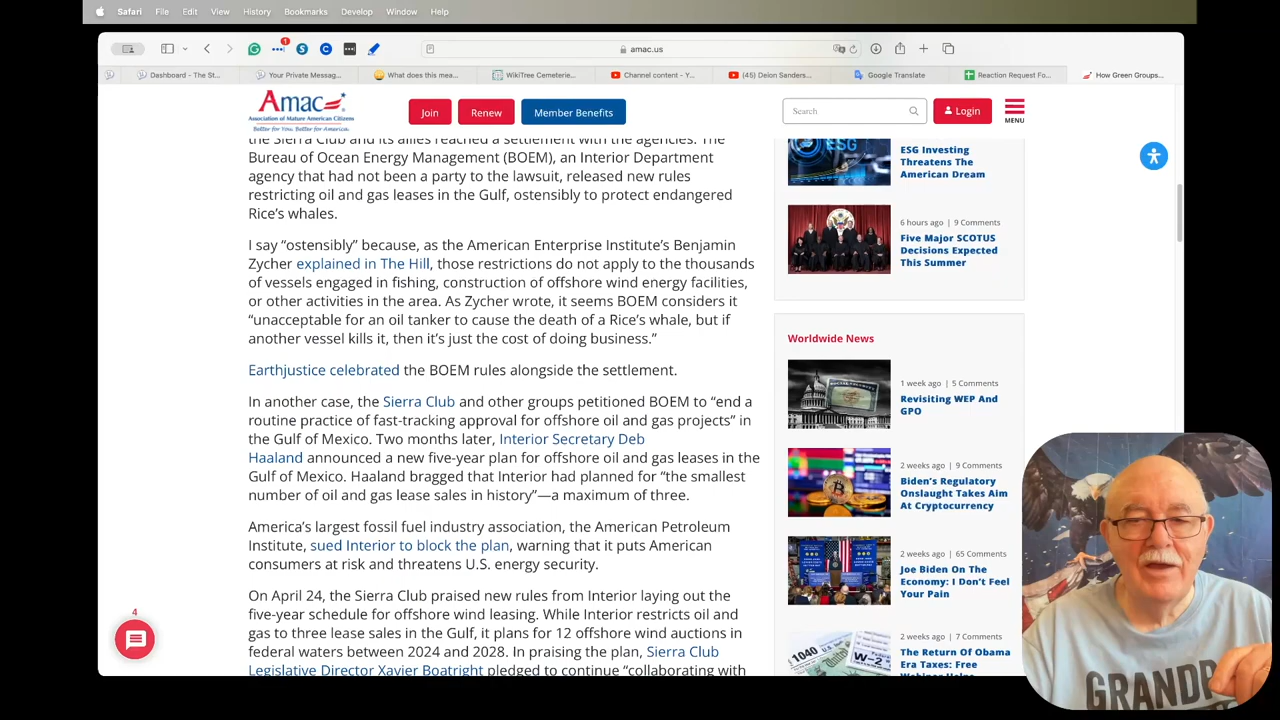 Safari File Edit View History Bookmarks Develop Window Help
1
amac.us
Dashboard - The St...
Your Private Messag...
What does this mea...
WikiTree Cemeterie...
Channel content - Y...
(45) Deion Sanders...
Google Translate
Reaction Request Fo...
How Green Groups...
Amac
Association of Mature American Citizens
Better for You. Better for America.
Join
Renew
Member Benefits
Search
Login
MENU
the Sierra Club and its allies reached a settlement with the agencies. The
Bureau of Ocean Energy Management (BOEM), an Interior Department
agency that had not been a party to the lawsuit, released new rules
restricting oil and gas leases in the Gulf, ostensibly to protect endangered
Rice’s whales.
I say “ostensibly” because, as the American Enterprise Institute’s Benjamin
Zycher explained in The Hill, those restrictions do not apply to the thousands
of vessels engaged in fishing, construction of offshore wind energy facilities,
or other activities in the area. As Zycher wrote, it seems BOEM considers it
“unacceptable for an oil tanker to cause the death of a Rice’s whale, but if
another vessel kills it, then it’s just the cost of doing business.”
Earthjustice celebrated the BOEM rules alongside the settlement.
In another case, the Sierra Club and other groups petitioned BOEM to “end a
routine practice of fast-tracking approval for offshore oil and gas projects” in
the Gulf of Mexico. Two months later, Interior Secretary Deb
Haaland announced a new five-year plan for offshore oil and gas leases in the
Gulf of Mexico. Haaland bragged that Interior had planned for “the smallest
number of oil and gas lease sales in history”—a maximum of three.
America’s largest fossil fuel industry association, the American Petroleum
Institute, sued Interior to block the plan, warning that it puts American
consumers at risk and threatens U.S. energy security.
On April 24, the Sierra Club praised new rules from Interior laying out the
five-year schedule for offshore wind leasing. While Interior restricts oil and
gas to three lease sales in the Gulf, it plans for 12 offshore wind auctions in
federal waters between 2024 and 2028. In praising the plan, Sierra Club
Legislative Director Xavier Boatright pledged to continue “collaborating with
4
ESG
ESG Investing
Threatens The
American Dream
6 hours ago | 9 Comments
Five Major SCOTUS
Decisions Expected
This Summer
Worldwide News
1 week ago | 5 Comments
Revisiting WEP And
GPO
2 weeks ago | 9 Comments
Biden’s Regulatory
Onslaught Takes Aim
At Cryptocurrency
2 weeks ago | 65 Comments
Joe Biden On The
Economy: I Don’t Feel
Your Pain
1040
W-2
2 weeks ago | 7 Comments
The Return Of Obama
Era Taxes: Free
Webinar Helps